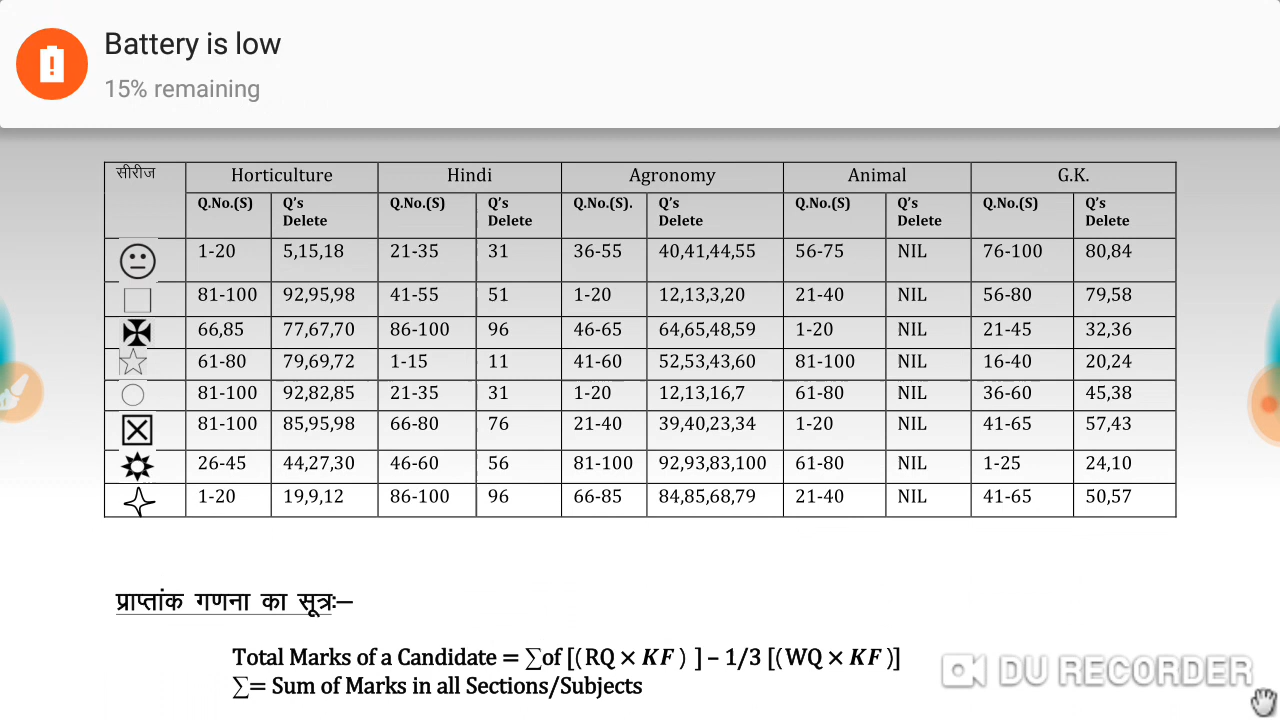 Battery is low
15% remaining
सीरीज Horticulture Hindi Agronomy Animal G.K.
Q.No.(S) Q's Delete Q.No.(S) Q's Delete Q.No.(S). Q's Delete Q.No.(S) Q's Delete Q.No.(S) Q's Delete
1-20 5,15,18 21-35 31 36-55 40,41,44,55 56-75 NIL 76-100 80,84
81-100 92,95,98 41-55 51 1-20 12,13,3,20 21-40 NIL 56-80 79,58
66,85 77,67,70 86-100 96 46-65 64,65,48,59 1-20 NIL 21-45 32,36
61-80 79,69,72 1-15 11 41-60 52,53,43,60 81-100 NIL 16-40 20,24
81-100 92,82,85 21-35 31 1-20 12,13,16,7 61-80 NIL 36-60 45,38
81-100 85,95,98 66-80 76 21-40 39,40,23,34 1-20 NIL 41-65 57,43
26-45 44,27,30 46-60 56 81-100 92,93,83,100 61-80 NIL 1-25 24,10
1-20 19,9,12 86-100 96 66-85 84,85,68,79 21-40 NIL 41-65 50,57
प्राप्तांक गणना का सूत्रः–
Total Marks of a Candidate = ∑of [(RQ × KF) ] – 1/3 [(WQ × KF)]
∑= Sum of Marks in all Sections/Subjects
DU RECORDER